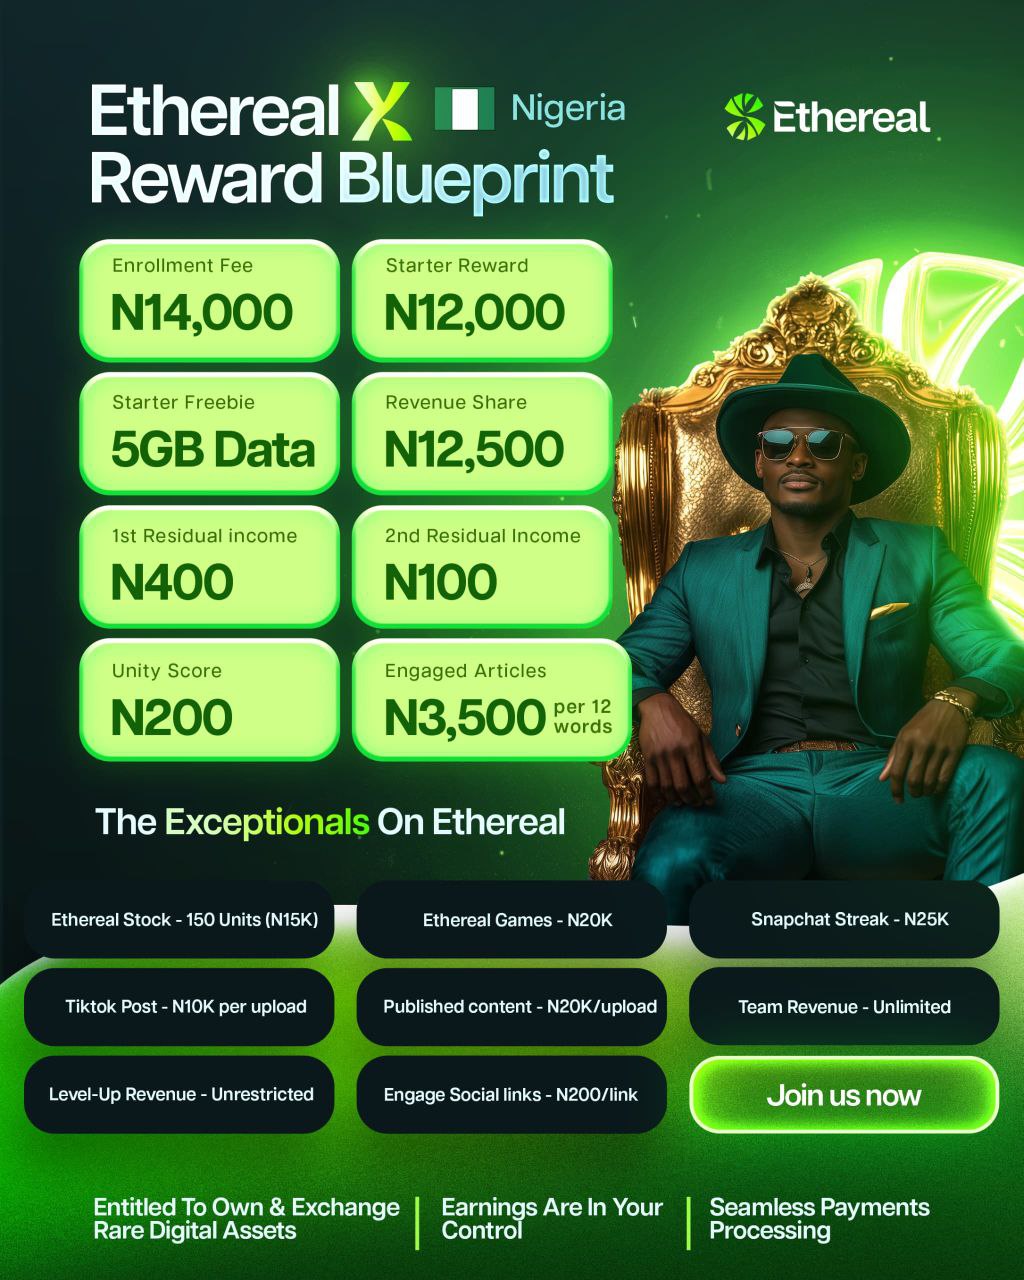 Ethereal X Nigeria
Reward Blueprint
Ethereal
Enrollment Fee
N14,000
Starter Reward
N12,000
Starter Freebie
5GB Data
Revenue Share
N12,500
1st Residual income
N400
2nd Residual Income
N100
Unity Score
N200
Engaged Articles
N3,500 per 12
words
The Exceptionals On Ethereal
Ethereal Stock - 150 Units (N15K)
Ethereal Games - N20K
Snapchat Streak - N25K
Tiktok Post - N10K per upload
Published content - N20K/upload
Team Revenue - Unlimited
Level-Up Revenue - Unrestricted
Engage Social links - N200/link
Join us now
Entitled To Own & Exchange
Rare Digital Assets
Earnings Are In Your
Control
Seamless Payments
Processing